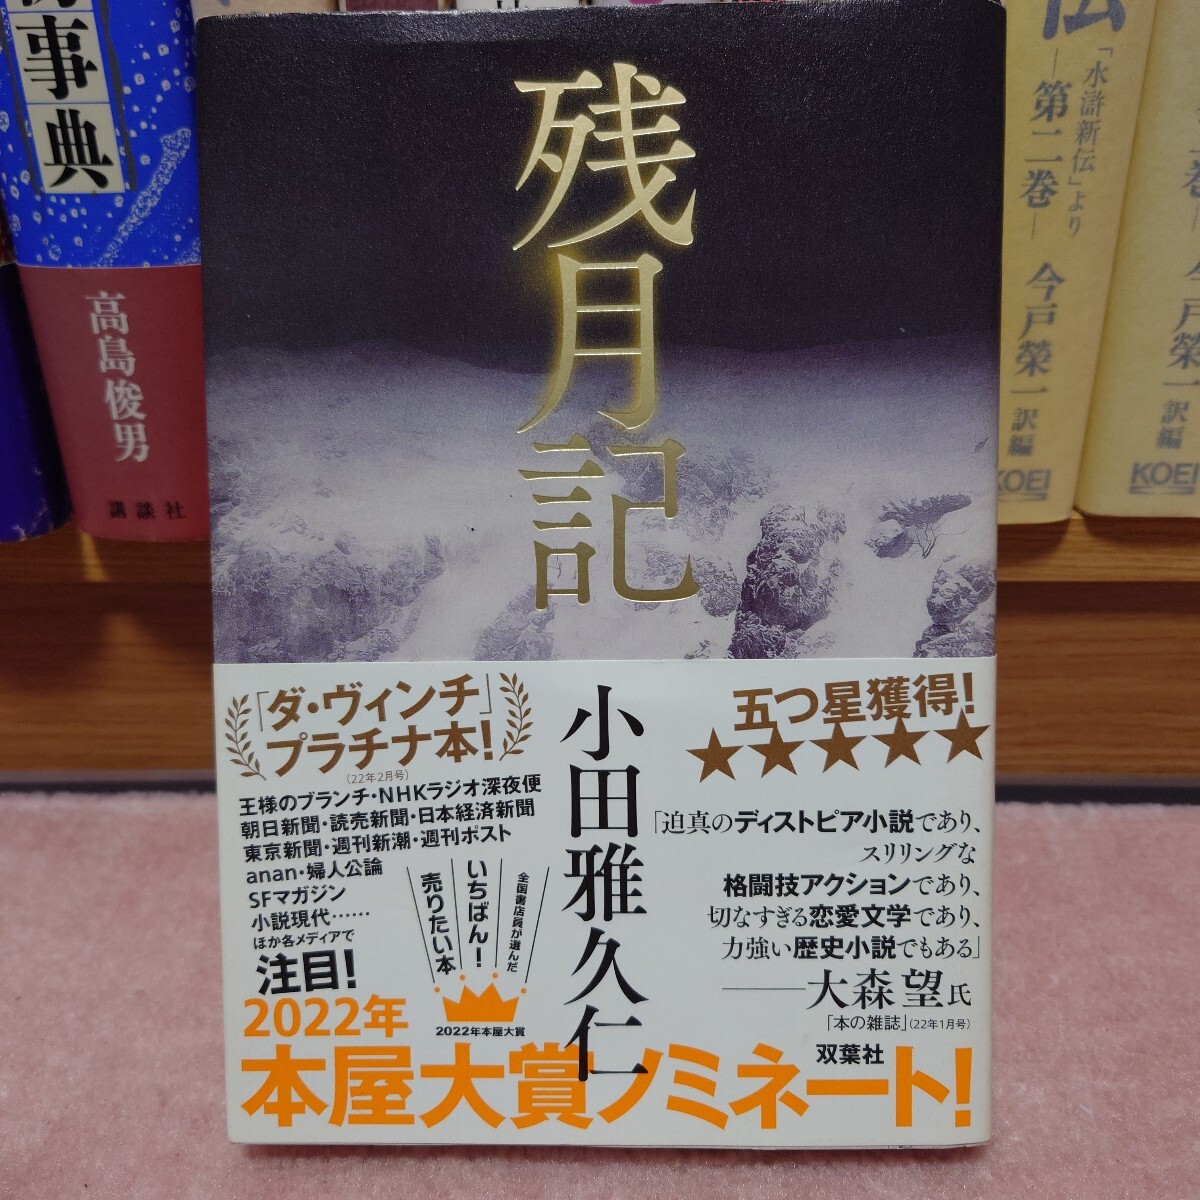 事典
高島俊男
講談社
伝
「水滸新伝」より
第二巻
今戸榮一 訳編
KOEI
巻
今戸榮一 訳編
KOEI
残月記
小田雅久仁
「ダ・ヴィンチ」
プラチナ本!
(22年2月号)
王様のブランチ・NHKラジオ深夜便
朝日新聞・読売新聞・日本経済新聞
東京新聞・週刊新潮・週刊ポスト
anan・婦人公論
SFマガジン
小説現代……
ほか各メディアで
注目!
全国書店員が選んだ
いちばん!
売りたい本
2022年本屋大賞
2022年
本屋大賞ノミネート!
五つ星獲得!
★★★★★
「迫真のディストピア小説であり、
スリリングな
格闘技アクションであり、
切なすぎる恋愛文学であり、
力強い歴史小説でもある」
——大森望氏
「本の雑誌」(22年1月号)
双葉社